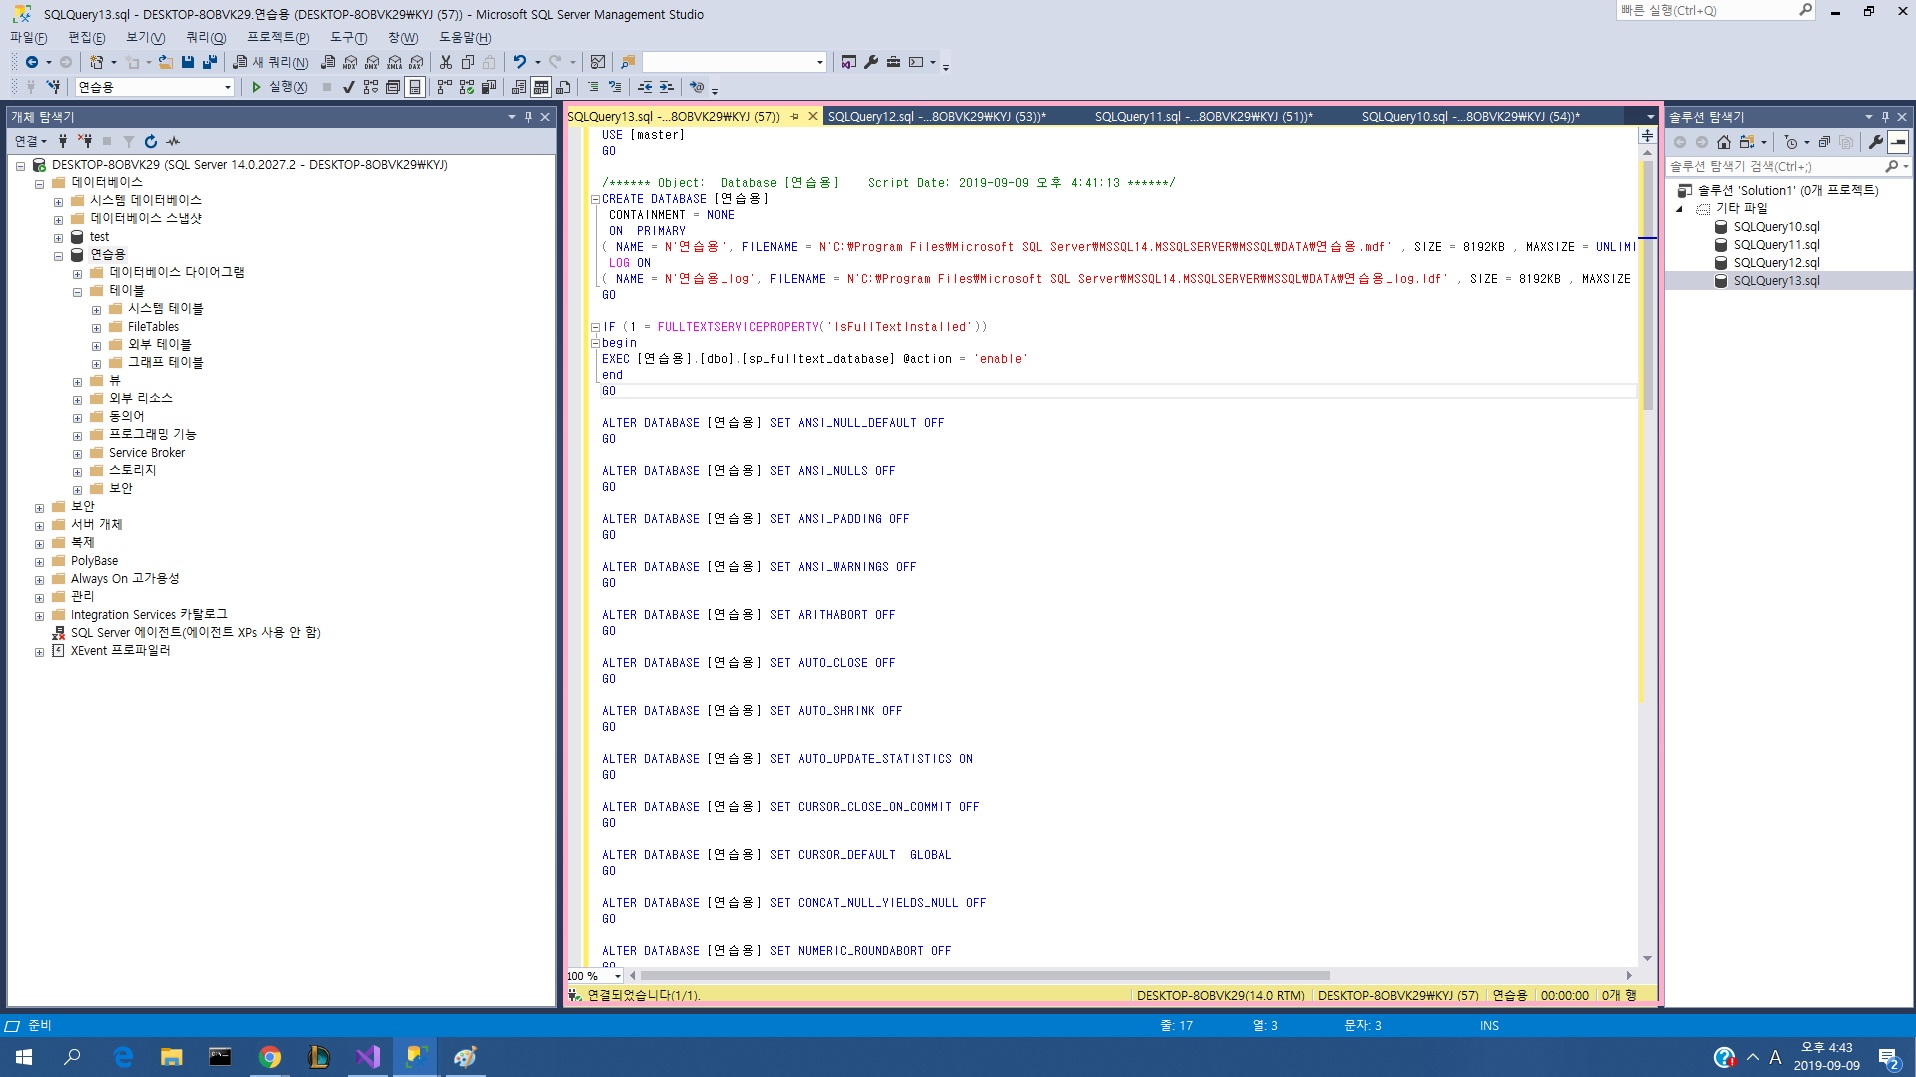 SQLQuery13.sql - DESKTOP-8OBVK29.연습용 (DESKTOP-8OBVK29₩KYJ (57)) - Microsoft SQL Server Management Studio
빠른 실행(Ctrl+Q)
파일(F) 편집(E) 보기(V) 쿼리(Q) 프로젝트(P) 도구(T) 창(W) 도움말(H)
새 쿼리(N)
MDX DMX XMLA DAX
연습용
실행(X)
개체 탐색기
연결
DESKTOP-8OBVK29 (SQL Server 14.0.2027.2 - DESKTOP-8OBVK29₩KYJ)
데이터베이스
시스템 데이터베이스
데이터베이스 스냅샷
test
연습용
데이터베이스 다이어그램
테이블
시스템 테이블
FileTables
외부 테이블
그래프 테이블
뷰
외부 리소스
동의어
프로그래밍 기능
Service Broker
스토리지
보안
보안
서버 개체
복제
PolyBase
Always On 고가용성
관리
Integration Services 카탈로그
SQL Server 에이전트(에이전트 XPs 사용 안 함)
XEvent 프로파일러
SQLQuery13.sql -...8OBVK29₩KYJ (57)) SQLQuery12.sql -...8OBVK29₩KYJ (53))* SQLQuery11.sql -...8OBVK29₩KYJ (51))* SQLQuery10.sql -...8OBVK29₩KYJ (54))*
USE [master]
GO
/****** Object:  Database [연습용]    Script Date: 2019-09-09 오후 4:41:13 ******/
CREATE DATABASE [연습용]
CONTAINMENT = NONE
ON  PRIMARY
( NAME = N'연습용', FILENAME = N'C:₩Program Files₩Microsoft SQL Server₩MSSQL14.MSSQLSERVER₩MSSQL₩DATA₩연습용.mdf' , SIZE = 8192KB , MAXSIZE = UNLIMI
LOG ON
( NAME = N'연습용_log', FILENAME = N'C:₩Program Files₩Microsoft SQL Server₩MSSQL14.MSSQLSERVER₩MSSQL₩DATA₩연습용_log.ldf' , SIZE = 8192KB , MAXSIZE
GO
IF (1 = FULLTEXTSERVICEPROPERTY('IsFullTextInstalled'))
begin
EXEC [연습용].[dbo].[sp_fulltext_database] @action = 'enable'
end
GO
ALTER DATABASE [연습용] SET ANSI_NULL_DEFAULT OFF
GO
ALTER DATABASE [연습용] SET ANSI_NULLS OFF
GO
ALTER DATABASE [연습용] SET ANSI_PADDING OFF
GO
ALTER DATABASE [연습용] SET ANSI_WARNINGS OFF
GO
ALTER DATABASE [연습용] SET ARITHABORT OFF
GO
ALTER DATABASE [연습용] SET AUTO_CLOSE OFF
GO
ALTER DATABASE [연습용] SET AUTO_SHRINK OFF
GO
ALTER DATABASE [연습용] SET AUTO_UPDATE_STATISTICS ON
GO
ALTER DATABASE [연습용] SET CURSOR_CLOSE_ON_COMMIT OFF
GO
ALTER DATABASE [연습용] SET CURSOR_DEFAULT  GLOBAL
GO
ALTER DATABASE [연습용] SET CONCAT_NULL_YIELDS_NULL OFF
GO
ALTER DATABASE [연습용] SET NUMERIC_ROUNDABORT OFF
GO
100 %
연결되었습니다(1/1). DESKTOP-8OBVK29(14.0 RTM) DESKTOP-8OBVK29₩KYJ (57) 연습용 00:00:00 0개 행
솔루션 탐색기
솔루션 탐색기 검색(Ctrl+;)
솔루션 'Solution1' (0개 프로젝트)
기타 파일
SQLQuery10.sql
SQLQuery11.sql
SQLQuery12.sql
SQLQuery13.sql
준비 줄: 17 열: 3 문자: 3 INS
A 오후 4:43
2019-09-09
2